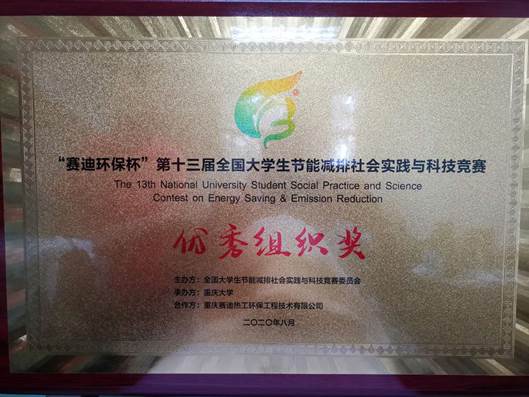 “赛迪环保杯”第十三届全国大学生节能减排社会实践与科技竞赛
The 13th National University Student Social Practice and Science
Contest on Energy Saving & Emission Reduction
优秀组织奖
主办方：全国大学生节能减排社会实践与科技竞赛委员会
承办方：重庆大学
合作方：重庆赛迪热工环保工程技术有限公司
二〇二〇年八月